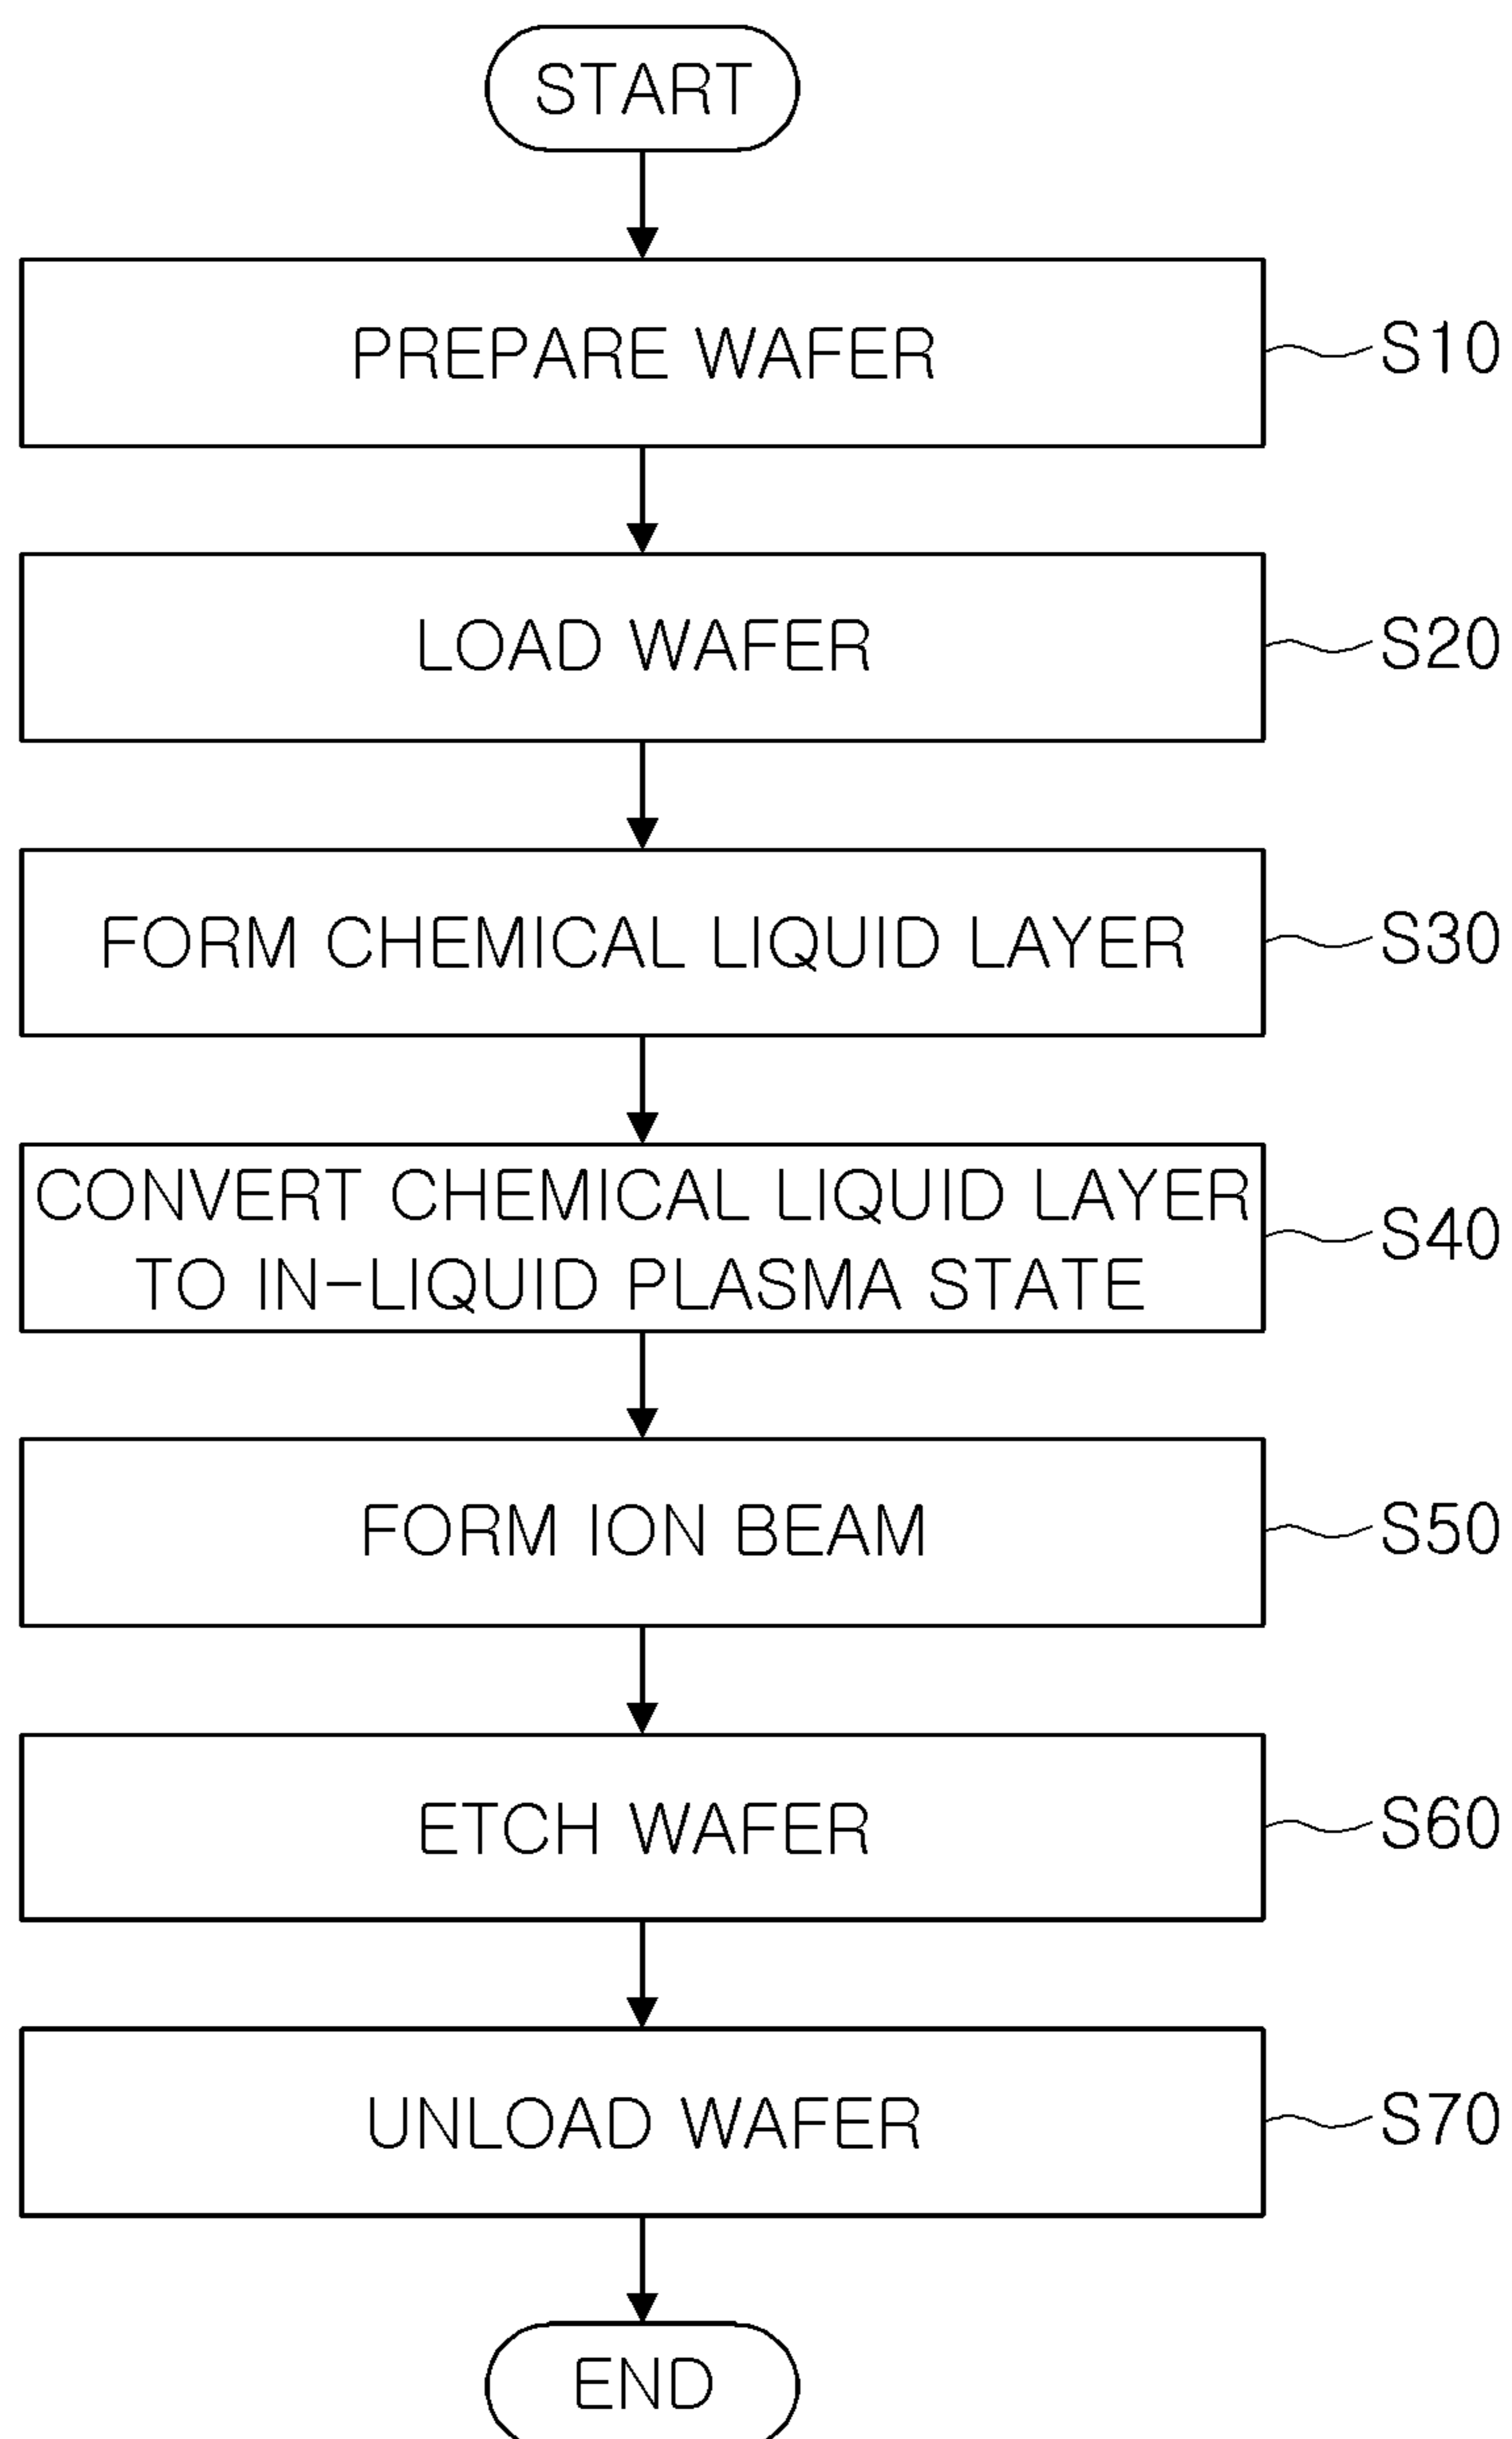 START
PREPARE WAFER
S10
LOAD WAFER
S20
FORM CHEMICAL LIQUID LAYER
S30
CONVERT CHEMICAL LIQUID LAYER
TO IN-LIQUID PLASMA STATE
S40
FORM ION BEAM
S50
ETCH WAFER
S60
UNLOAD WAFER
S70
END